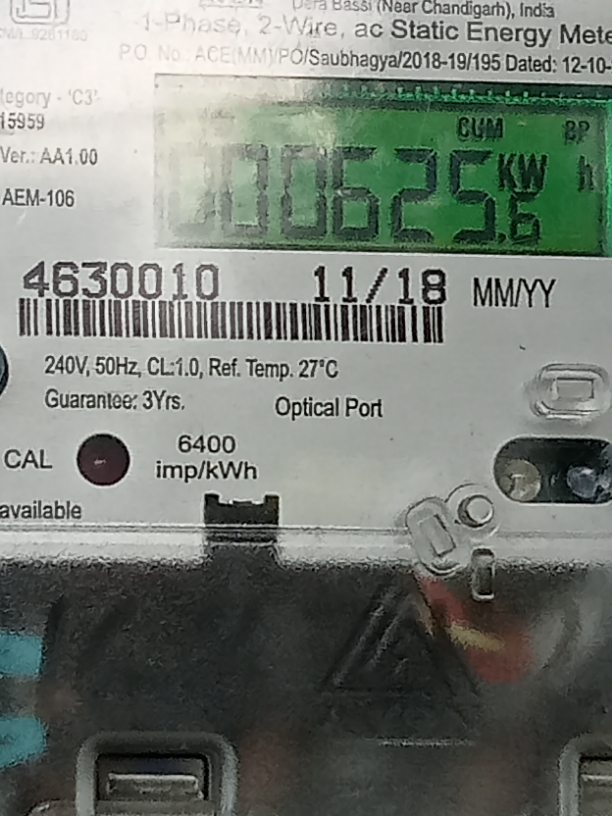 Dera Bassi (Near Chandigarh), India
1-Phase, 2-Wire, ac Static Energy Mete
P.O. No.: ACE(MM)/PO/Saubhagya/2018-19/195 Dated: 12-10-
tegory - 'C3'
15959
Ver.: AA1.00
AEM-106
CUM BP
000625.6 KW h
4630010 11/18 MM/YY
240V, 50Hz, CL:1.0, Ref. Temp. 27°C
Guarantee: 3Yrs.
Optical Port
CAL
6400
imp/kWh
available